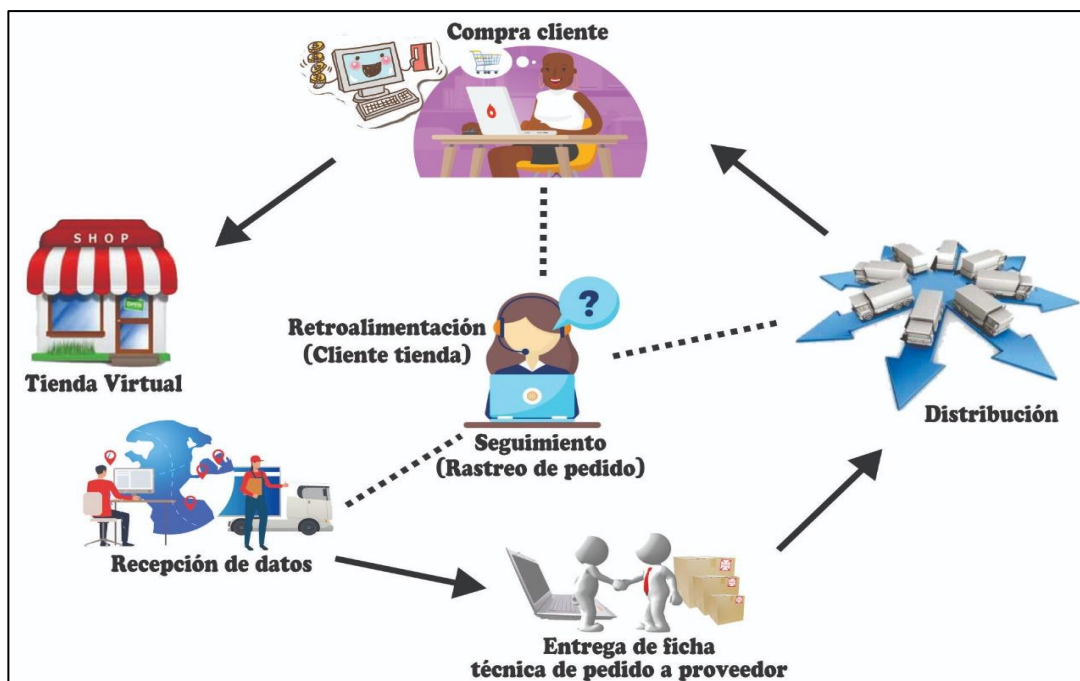 Compra cliente
SHOP
OPEN
Tienda Virtual
?
Retroalimentación
(Cliente tienda)
Distribución
Seguimiento
(Rastreo de pedido)
Recepción de datos
Entrega de ficha
técnica de pedido a proveedor